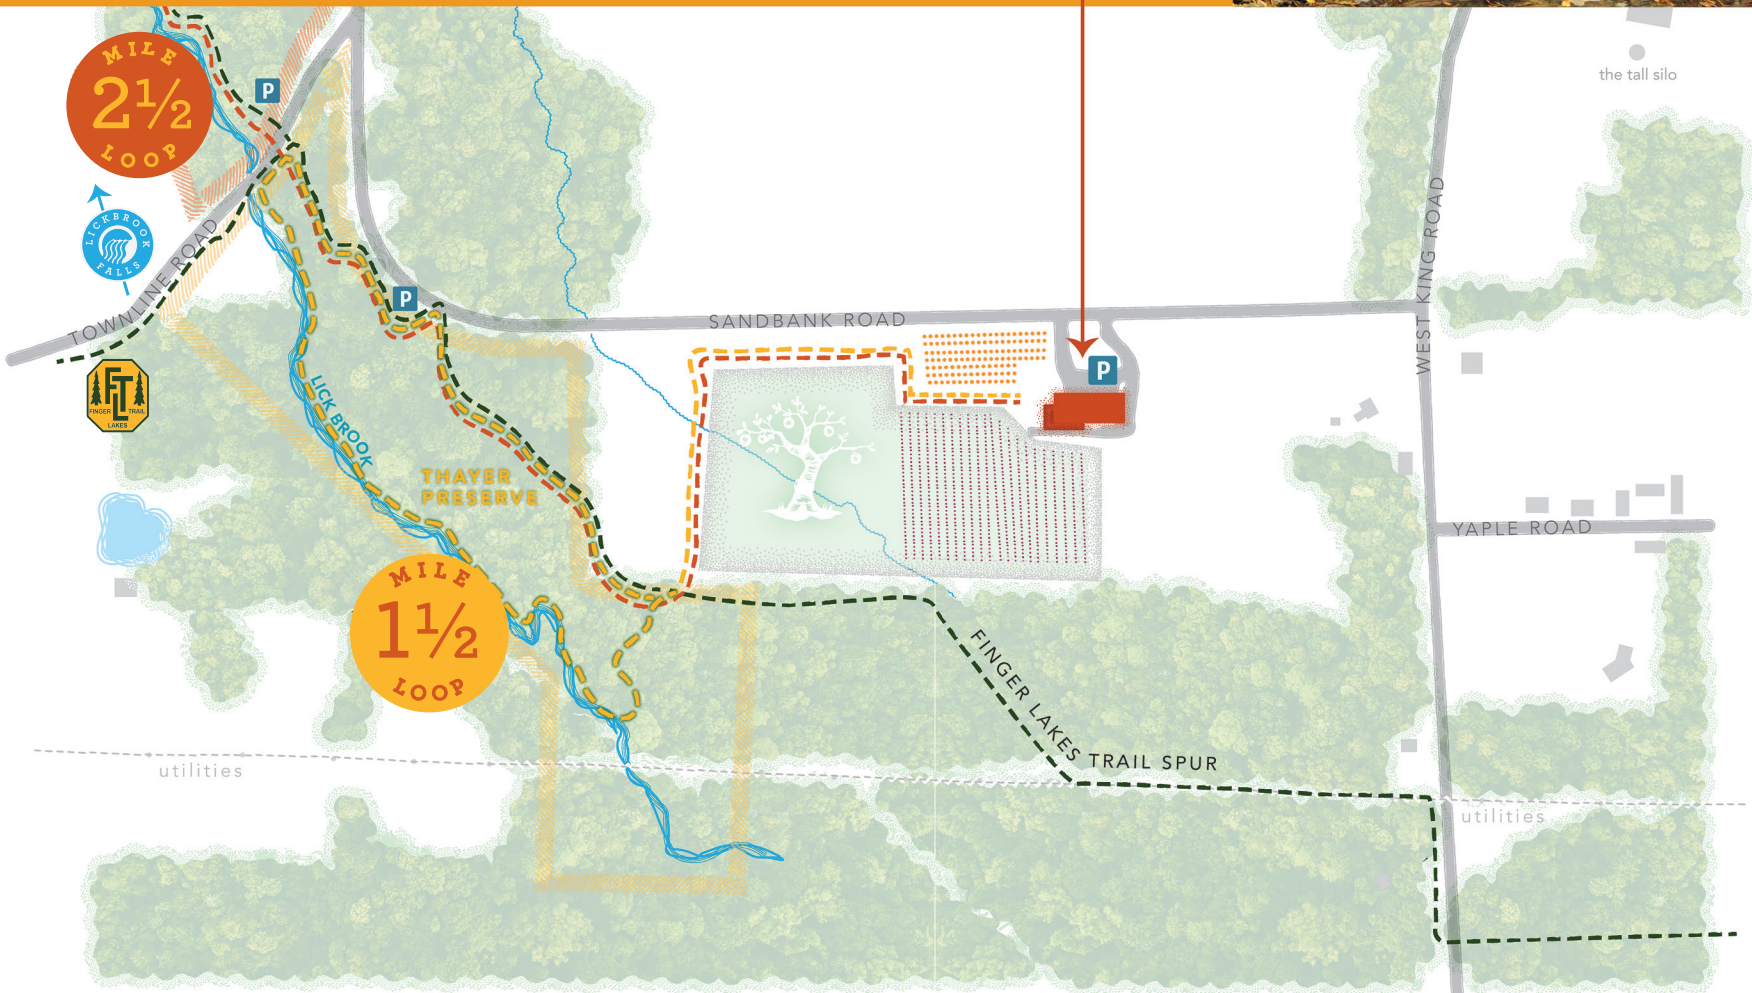 MILE
2½
LOOP
P
the tall silo
LICKBROOK
FALLS
TOWNLINE ROAD
P
SANDBANK ROAD
WEST KING ROAD
P
FLT
FINGER TRAIL
LAKES
LICK BROOK
THAYER
PRESERVE
YAPLE ROAD
MILE
1½
LOOP
FINGER LAKES TRAIL SPUR
utilities
utilities